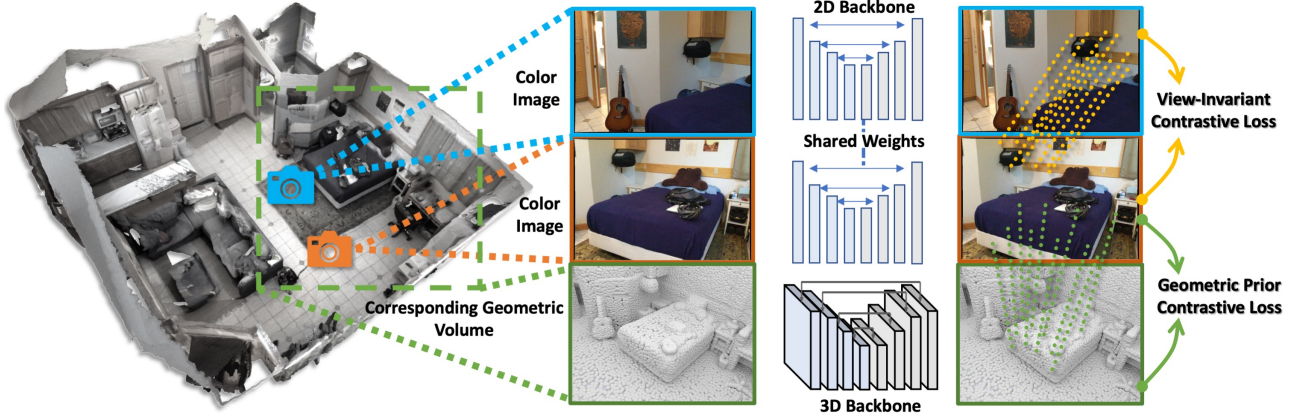 2D Backbone
Color
Image
View-Invariant
Contrastive Loss
Shared Weights
Color
Image
Corresponding Geometric
Volume
Geometric Prior
Contrastive Loss
3D Backbone